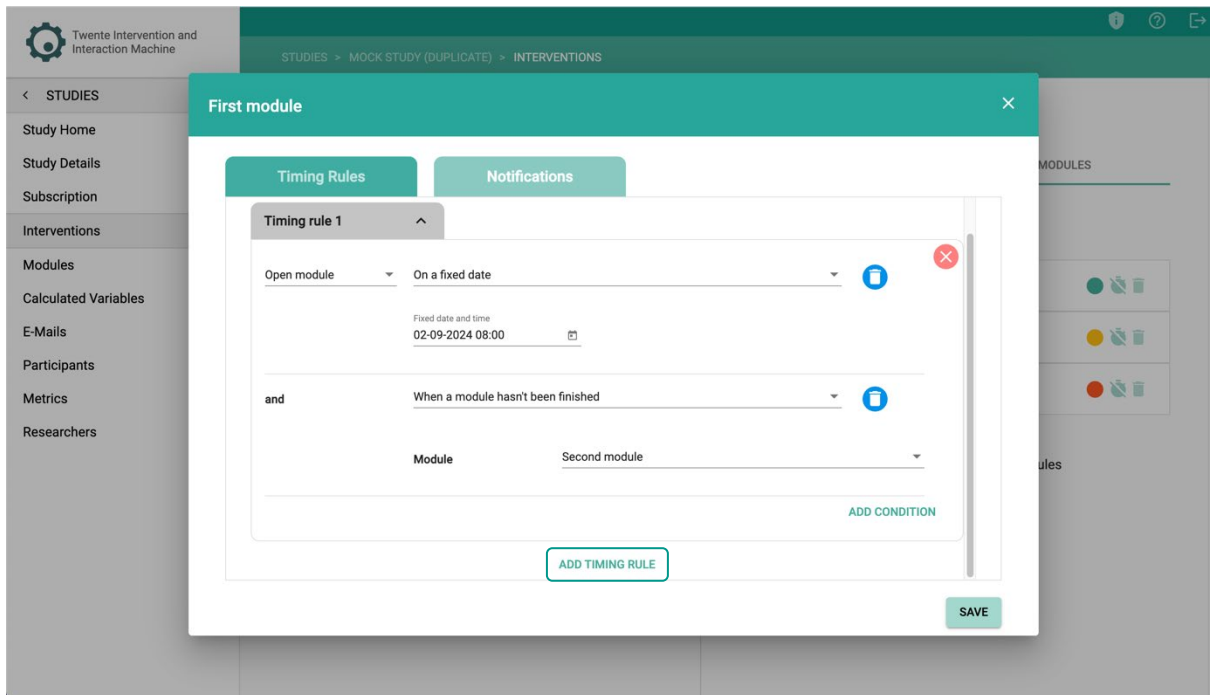 Twente Intervention and
Interaction Machine
STUDIES > MOCK STUDY (DUPLICATE) > INTERVENTIONS
< STUDIES
Study Home
Study Details
Subscription
Interventions
Modules
Calculated Variables
E-Mails
Participants
Metrics
Researchers
First module
Timing Rules Notifications
MODULES
Timing rule 1
Open module On a fixed date
Fixed date and time
02-09-2024 08:00
and When a module hasn't been finished
Module Second module
ules
ADD CONDITION
ADD TIMING RULE
SAVE